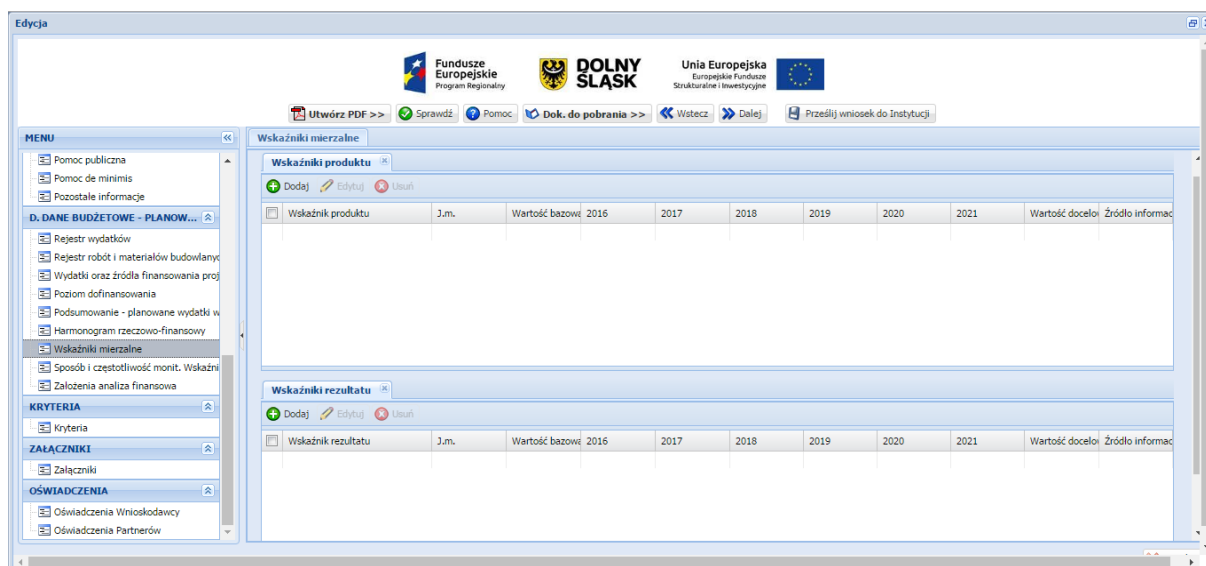 Edycja
Fundusze
Europejskie
Program Regionalny
DOLNY
ŚLĄSK
Unia Europejska
Europejskie Fundusze
Strukturalne i Inwestycyjne
Utwórz PDF >> Sprawdź Pomoc Dok. do pobrania >> Wstecz Dalej Prześlij wniosek do Instytucji
MENU
Pomoc publiczna
Pomoc de minimis
Pozostałe informacje
D. DANE BUDŻETOWE - PLANOW...
Rejestr wydatków
Rejestr robót i materiałów budowlanyc
Wydatki oraz źródła finansowania proj
Poziom dofinansowania
Podsumowanie - planowane wydatki w
Harmonogram rzeczowo-finansowy
Wskaźniki mierzalne
Sposób i częstotliwość monit. Wskaźni
Założenia analiza finansowa
KRYTERIA
Kryteria
ZAŁĄCZNIKI
Załączniki
OŚWIADCZENIA
Oświadczenia Wnioskodawcy
Oświadczenia Partnerów
Wskaźniki mierzalne
Wskaźniki produktu
Dodaj Edytuj Usuń
Wskaźnik produktu J.m. Wartość bazowa 2016 2017 2018 2019 2020 2021 Wartość docelo Źródło informac
Wskaźniki rezultatu
Dodaj Edytuj Usuń
Wskaźnik rezultatu J.m. Wartość bazowa 2016 2017 2018 2019 2020 2021 Wartość docelo Źródło informac